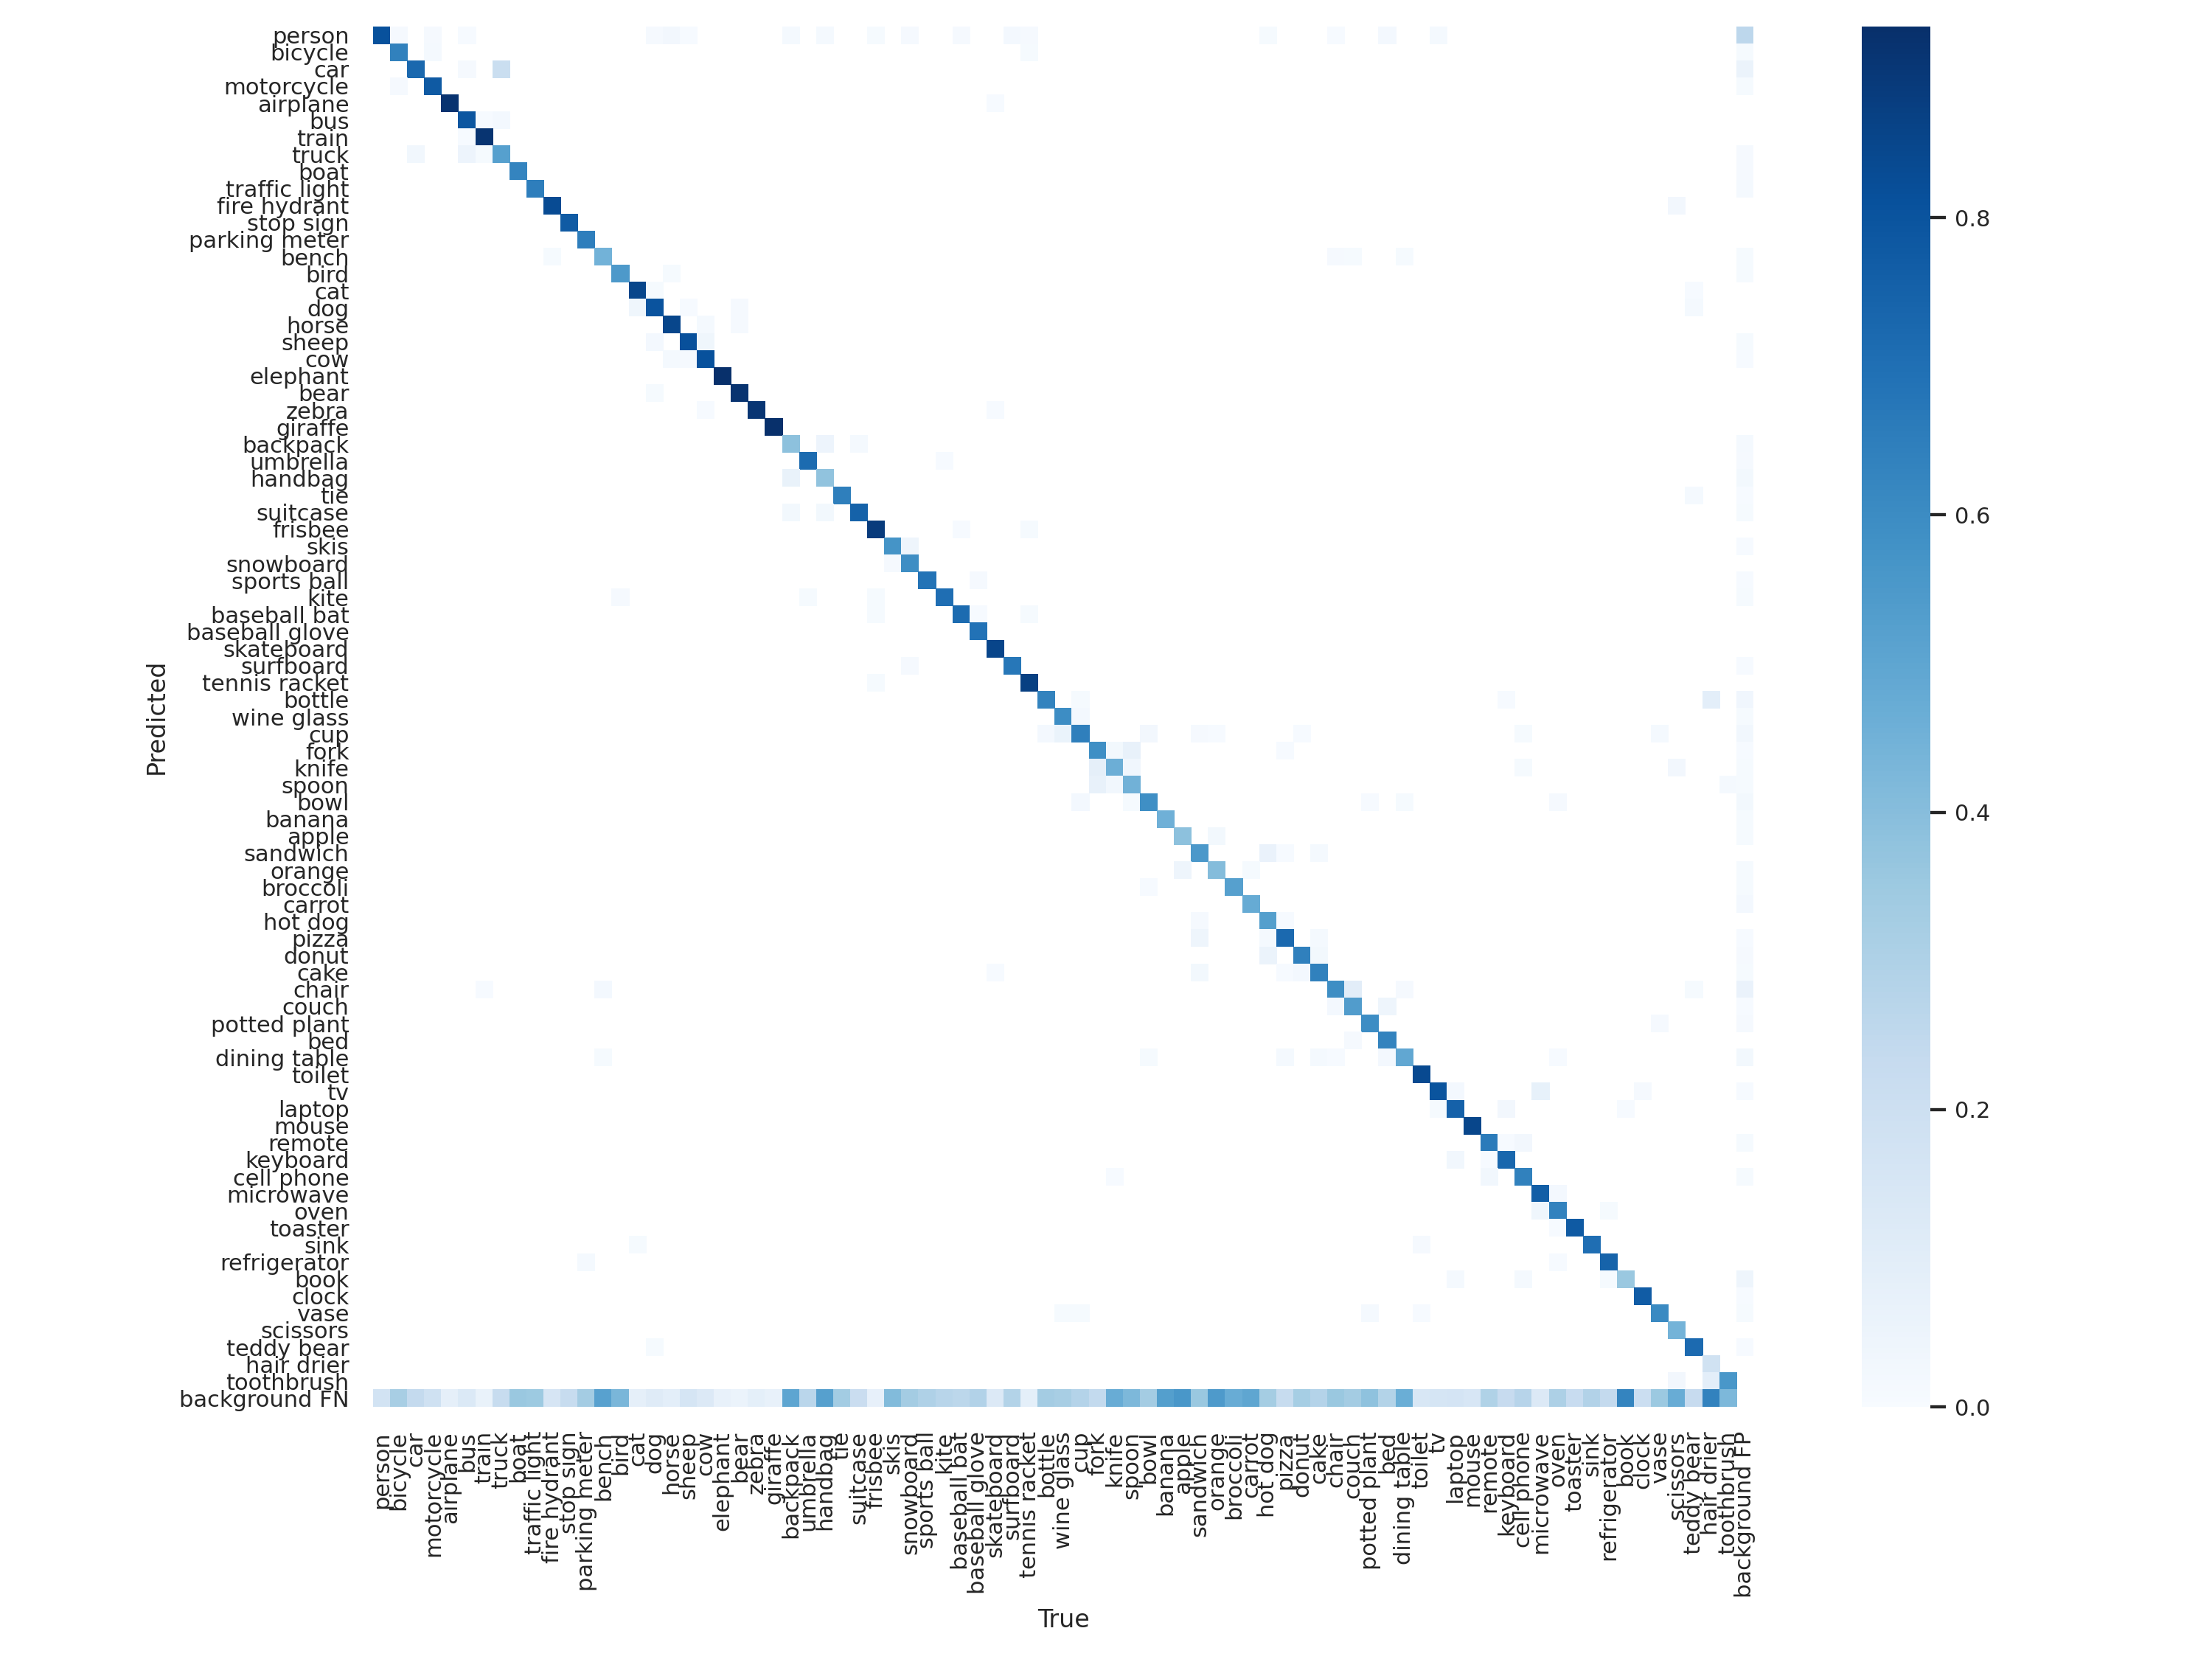 person
bicycle
car
motorcycle
airplane
bus
train
truck
boat
traffic light
fire hydrant
stop sign
parking meter
bench
bird
cat
dog
horse
sheep
cow
elephant
bear
zebra
giraffe
backpack
umbrella
handbag
tie
suitcase
frisbee
skis
snowboard
sports ball
kite
baseball bat
baseball glove
skateboard
surfboard
tennis racket
bottle
wine glass
cup
fork
knife
spoon
bowl
banana
apple
sandwich
orange
broccoli
carrot
hot dog
pizza
donut
cake
chair
couch
potted plant
bed
dining table
toilet
tv
laptop
mouse
remote
keyboard
cell phone
microwave
oven
toaster
sink
refrigerator
book
clock
vase
scissors
teddy bear
hair drier
toothbrush
background FN
Predicted
person
bicycle
car
motorcycle
airplane
bus
train
truck
boat
traffic light
fire hydrant
stop sign
parking meter
bench
bird
cat
dog
horse
sheep
cow
elephant
bear
zebra
giraffe
backpack
umbrella
handbag
tie
suitcase
frisbee
skis
snowboard
sports ball
kite
baseball bat
baseball glove
skateboard
surfboard
tennis racket
bottle
wine glass
cup
fork
knife
spoon
bowl
banana
apple
sandwich
orange
broccoli
carrot
hot dog
pizza
donut
cake
chair
couch
potted plant
bed
dining table
toilet
tv
laptop
mouse
remote
keyboard
cell phone
microwave
oven
toaster
sink
refrigerator
book
clock
vase
scissors
teddy bear
hair drier
toothbrush
background FP
True
0.8
0.6
0.4
0.2
0.0